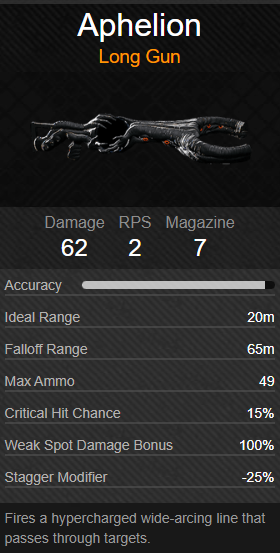 Aphelion
Long Gun
Damage RPS Magazine
62 2 7
Accuracy
Ideal Range 20m
Falloff Range 65m
Max Ammo 49
Critical Hit Chance 15%
Weak Spot Damage Bonus 100%
Stagger Modifier -25%
Fires a hypercharged wide-arcing line that
passes through targets.